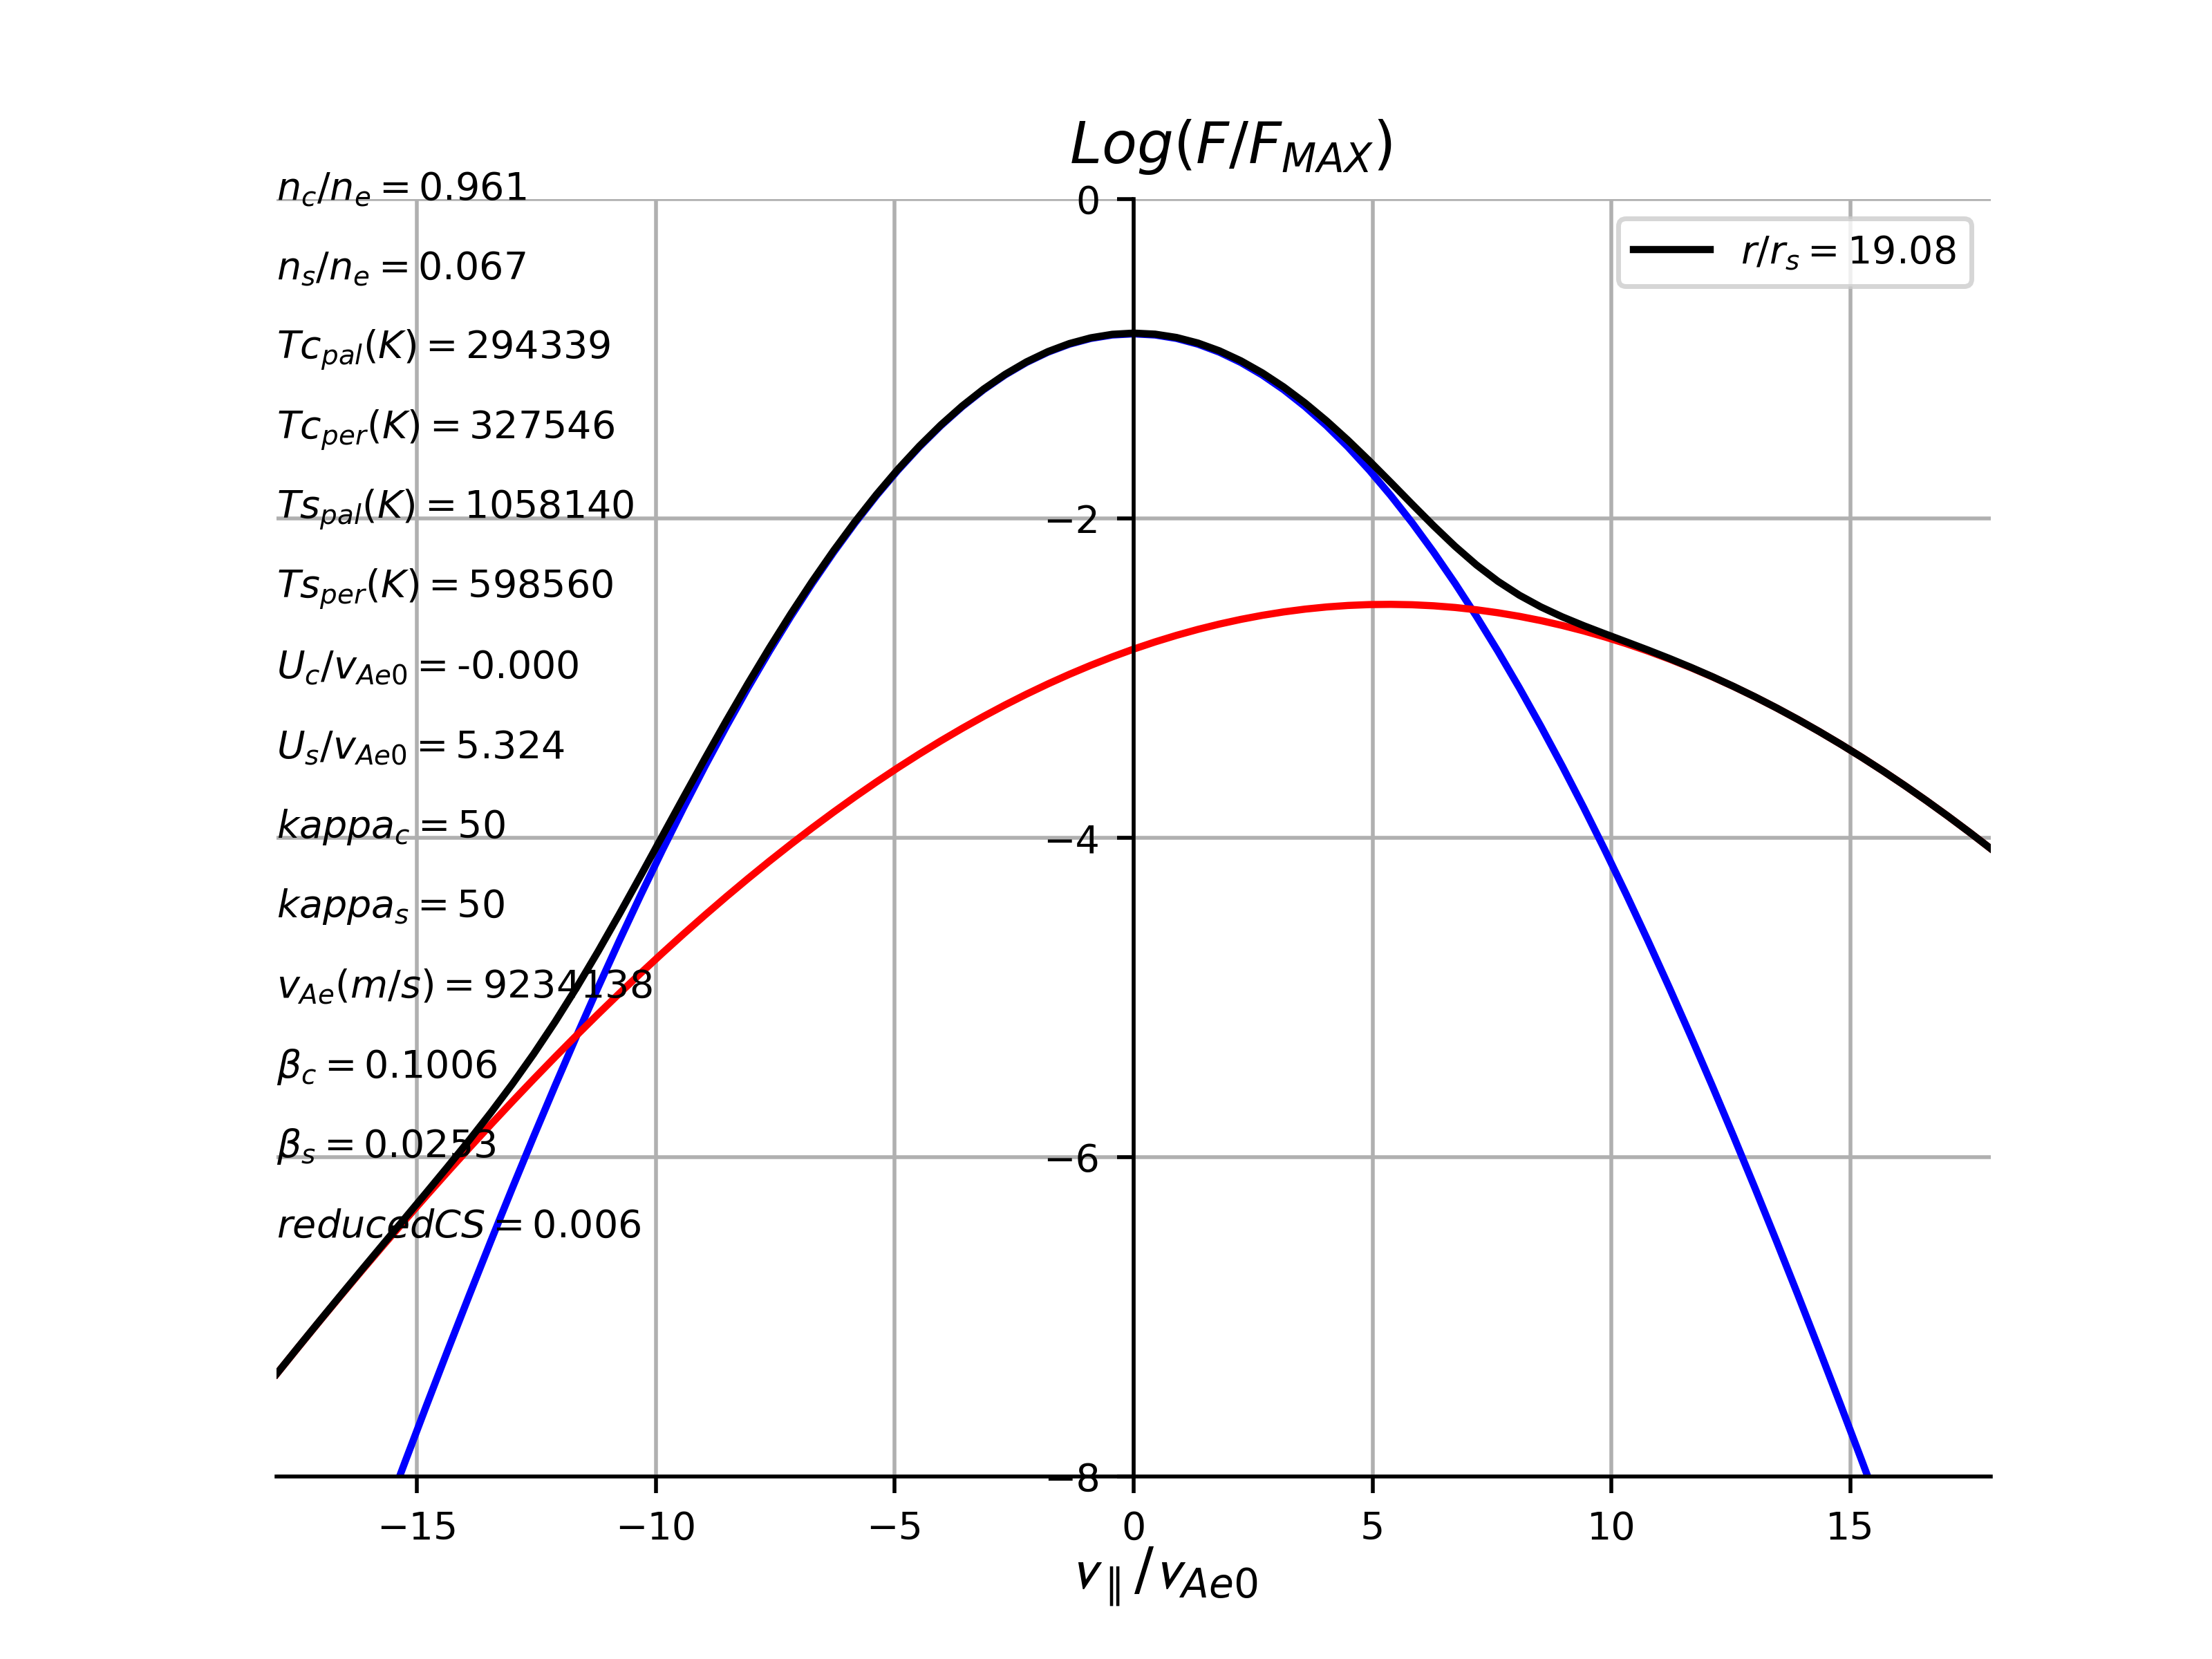 Log(F/F_MAX)
n_c/n_e = 0.961
n_s/n_e = 0.067
Tc_pal(K) = 294339
Tc_per(K) = 327546
Ts_pal(K) = 1058140
Ts_per(K) = 598560
U_c/v_Ae0 = -0.000
U_s/v_Ae0 = 5.324
kappa_c = 50
kappa_s = 50
v_Ae(m/s) = 9234138
β_c = 0.1006
β_s = 0.0253
reducedCS = 0.006
r/r_s = 19.08
0
−2
−4
−6
−8
−15 −10 −5 0 5 10 15
v_∥/v_Ae0